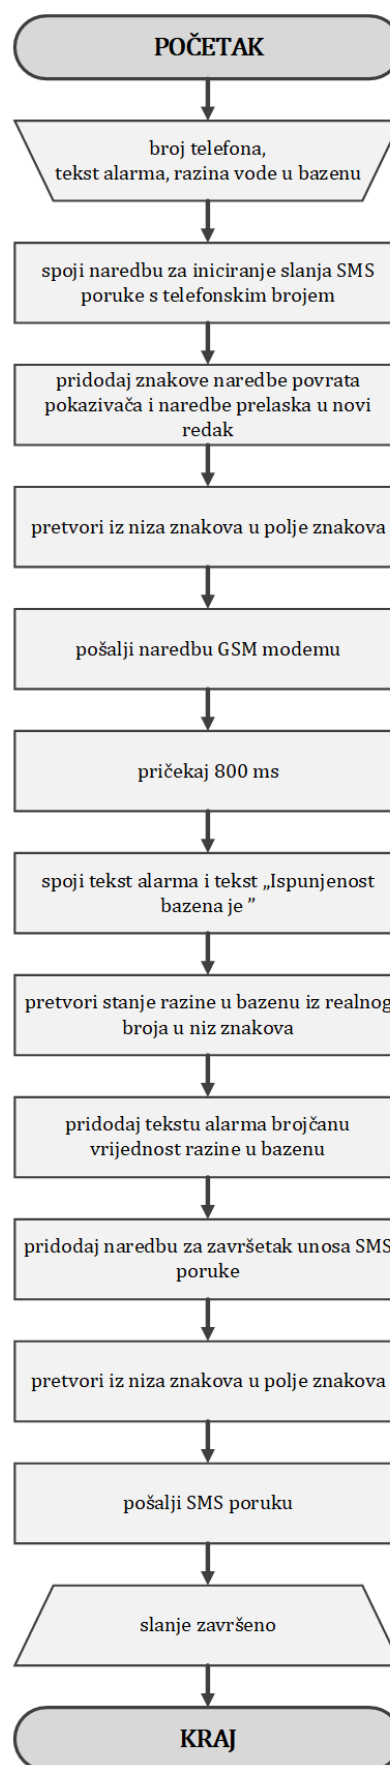 POČETAK
broj telefona,
tekst alarma, razina vode u bazenu
spoji naredbu za iniciranje slanja SMS
poruke s telefonskim brojem
pridodaj znakove naredbe povrata
pokazivača i naredbe prelaska u novi
redak
pretvori iz niza znakova u polje znakova
pošalji naredbu GSM modemu
pričekaj 800 ms
spoji tekst alarma i tekst „Ispunjenost
bazena je ”
pretvori stanje razine u bazenu iz realnog
broja u niz znakova
pridodaj tekstu alarma brojčanu
vrijednost razine u bazenu
pridodaj naredbu za završetak unosa SMS
poruke
pretvori iz niza znakova u polje znakova
pošalji SMS poruku
slanje završeno
KRAJ